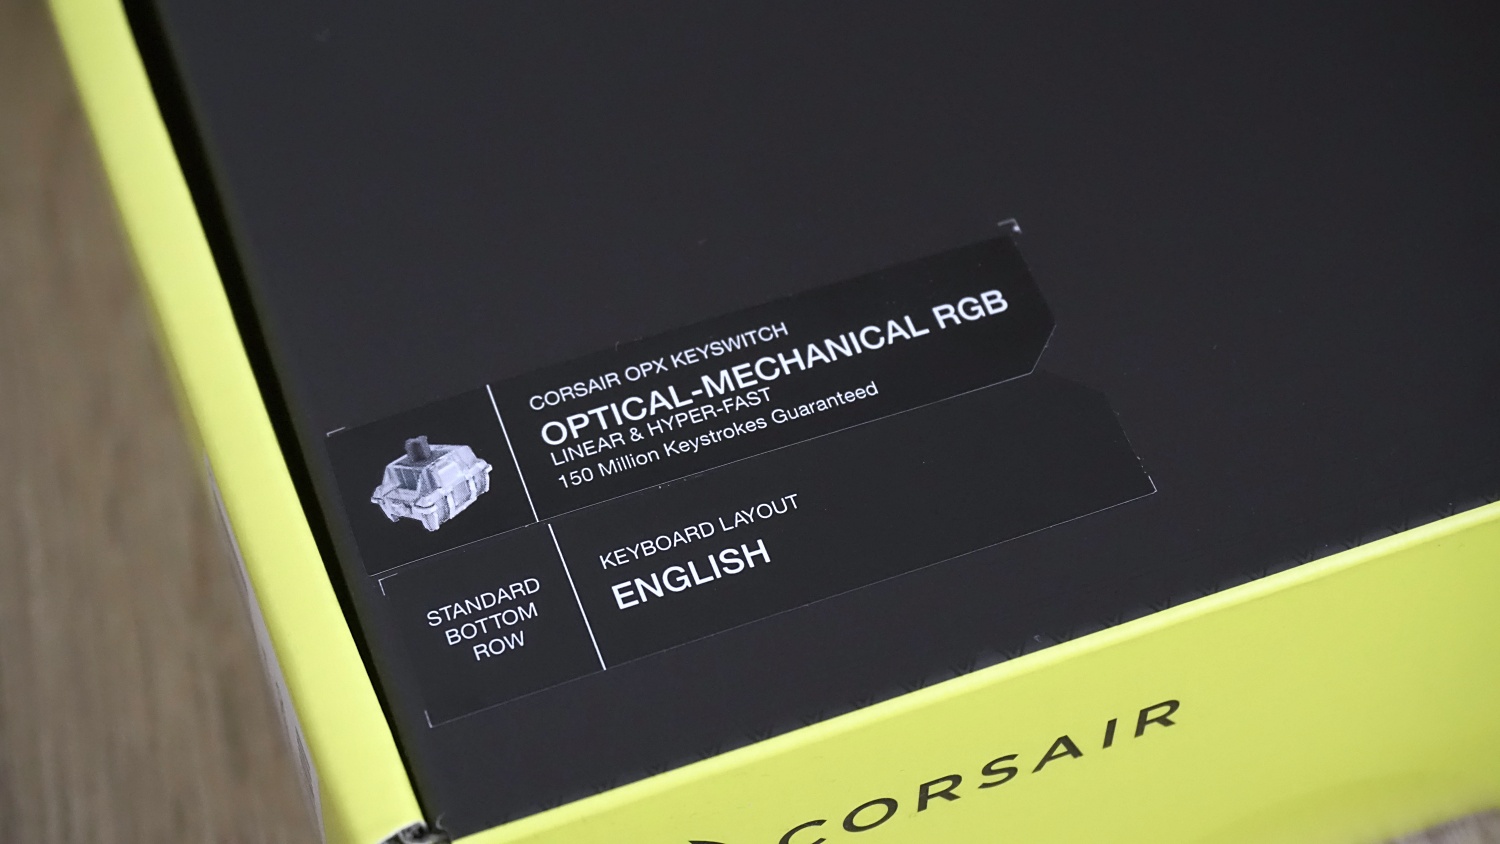 CORSAIR OPX KEYSWITCH
OPTICAL-MECHANICAL RGB
LINEAR & HYPER-FAST
150 Million Keystrokes Guaranteed
STANDARD
BOTTOM
ROW
KEYBOARD LAYOUT
ENGLISH
CORSAIR